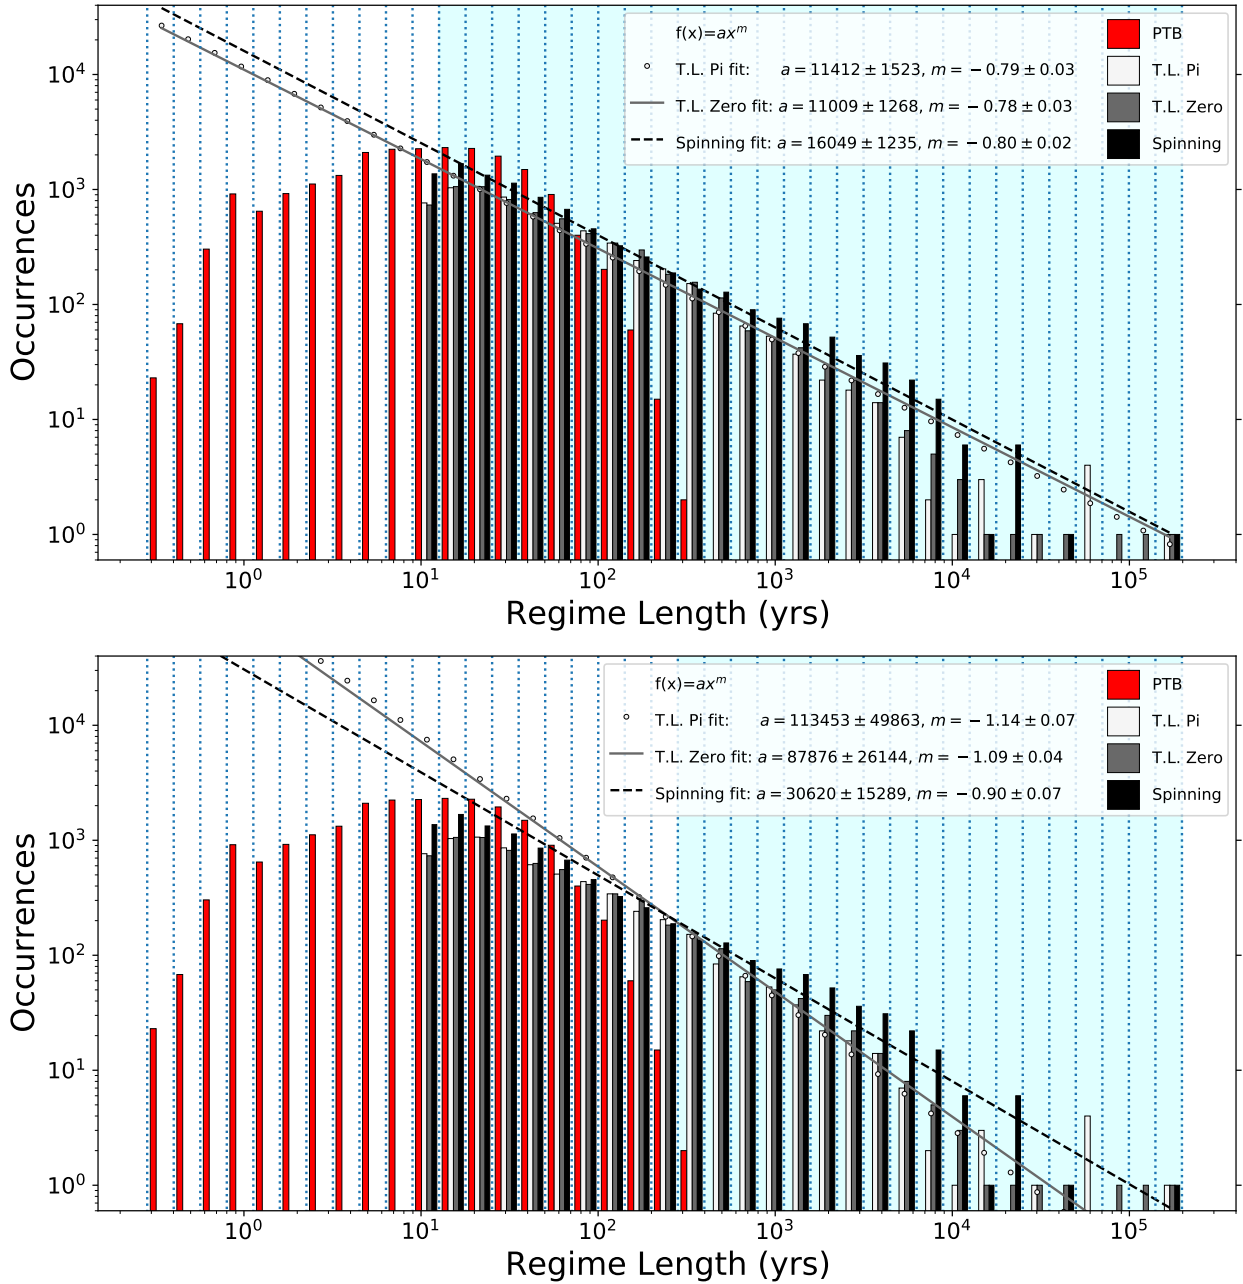 f(x)=ax^m
T.L. Pi fit: a = 11412 ± 1523, m = −0.79 ± 0.03
T.L. Zero fit: a = 11009 ± 1268, m = −0.78 ± 0.03
Spinning fit: a = 16049 ± 1235, m = −0.80 ± 0.02
PTB
T.L. Pi
T.L. Zero
Spinning
Occurrences
10^4
10^3
10^2
10^1
10^0
10^0 10^1 10^2 10^3 10^4 10^5
Regime Length (yrs)
f(x)=ax^m
T.L. Pi fit: a = 113453 ± 49863, m = −1.14 ± 0.07
T.L. Zero fit: a = 87876 ± 26144, m = −1.09 ± 0.04
Spinning fit: a = 30620 ± 15289, m = −0.90 ± 0.07
PTB
T.L. Pi
T.L. Zero
Spinning
Occurrences
10^4
10^3
10^2
10^1
10^0
10^0 10^1 10^2 10^3 10^4 10^5
Regime Length (yrs)